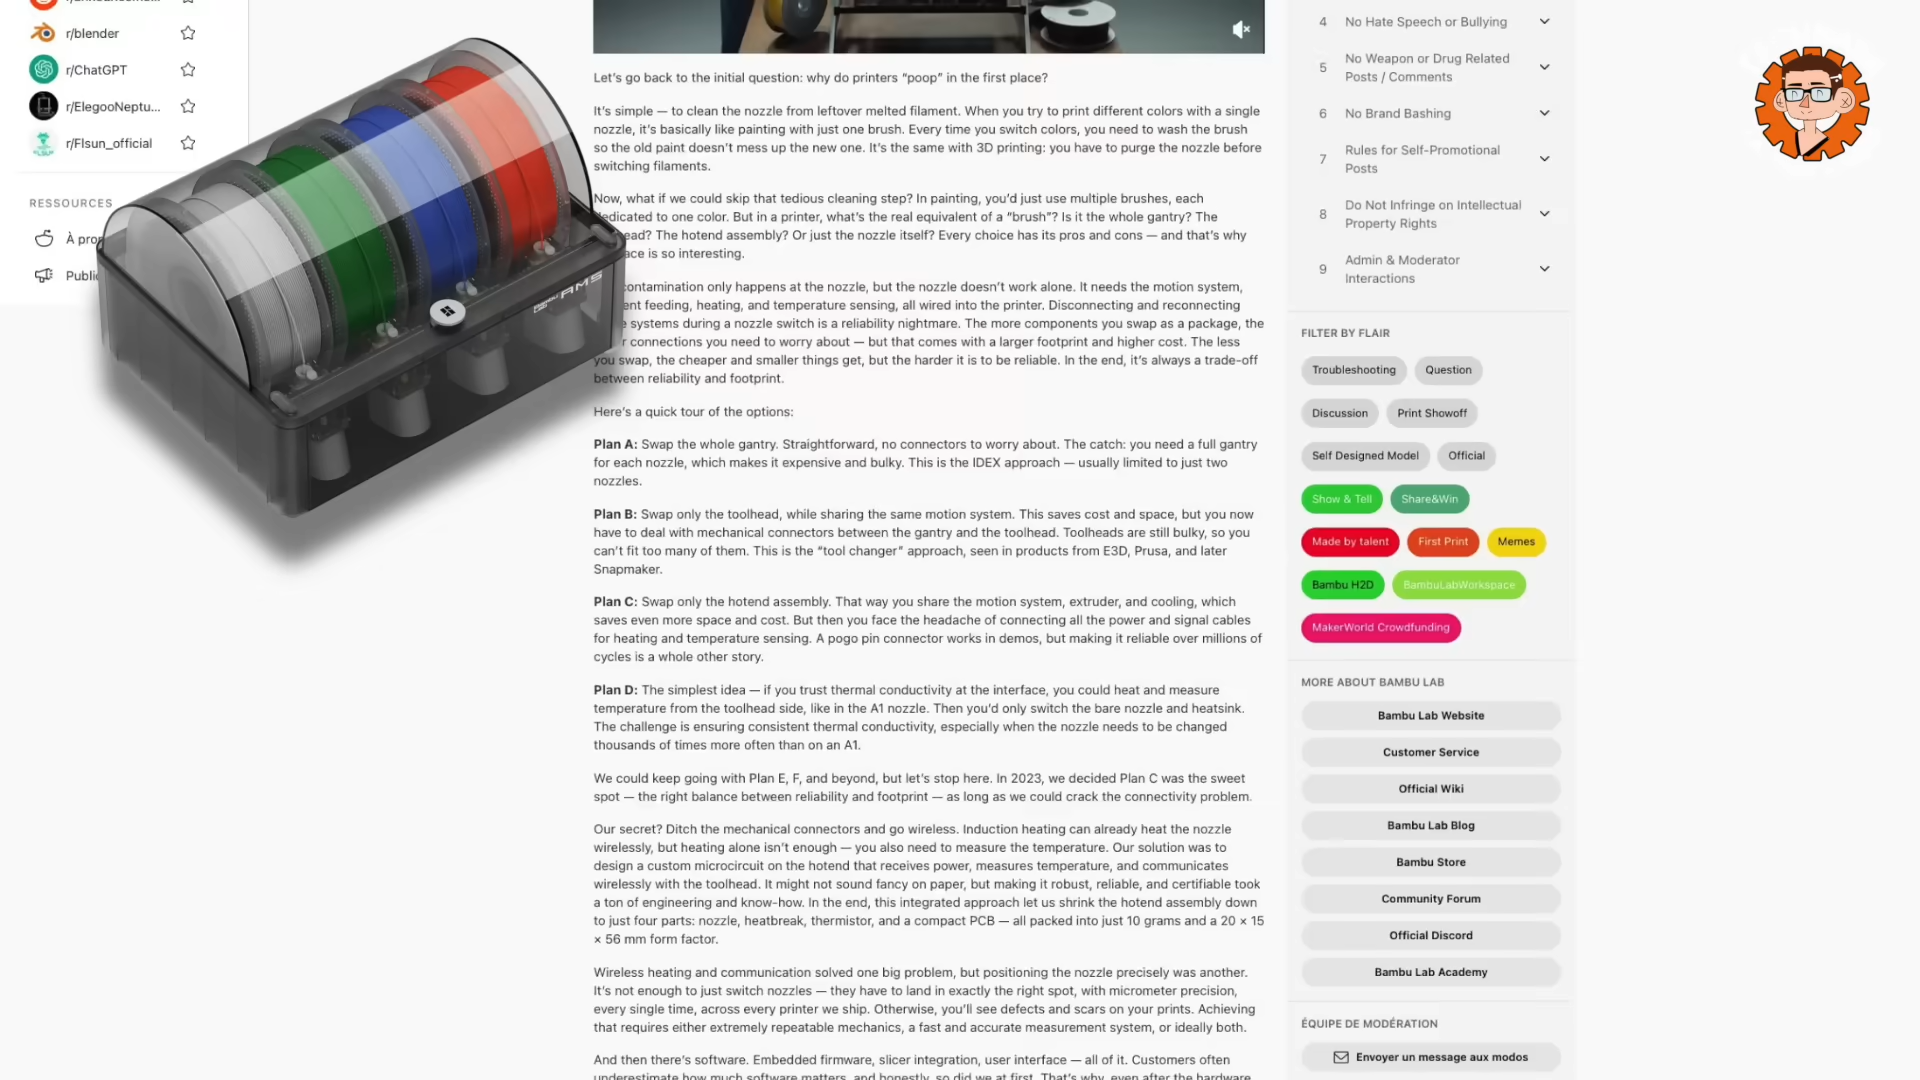 r/blender
r/ChatGPT
r/ElegooNeptu...
r/Flsun_official
RESSOURCES
À pro
Public
AMS
Let's go back to the initial question: why do printers “poop” in the first place?
It's simple — to clean the nozzle from leftover melted filament. When you try to print different colors with a single
nozzle, it's basically like painting with just one brush. Every time you switch colors, you need to wash the brush
so the old paint doesn't mess up the new one. It's the same with 3D printing: you have to purge the nozzle before
switching filaments.
Now, what if we could skip that tedious cleaning step? In painting, you'd just use multiple brushes, each
dedicated to one color. But in a printer, what's the real equivalent of a “brush”? Is it the whole gantry? The
ead? The hotend assembly? Or just the nozzle itself? Every choice has its pros and cons — and that's why
ace is so interesting.
contamination only happens at the nozzle, but the nozzle doesn't work alone. It needs the motion system,
ent feeding, heating, and temperature sensing, all wired into the printer. Disconnecting and reconnecting
systems during a nozzle switch is a reliability nightmare. The more components you swap as a package, the
r connections you need to worry about — but that comes with a larger footprint and higher cost. The less
you swap, the cheaper and smaller things get, but the harder it is to be reliable. In the end, it's always a trade-off
between reliability and footprint.
Here's a quick tour of the options:
Plan A: Swap the whole gantry. Straightforward, no connectors to worry about. The catch: you need a full gantry
for each nozzle, which makes it expensive and bulky. This is the IDEX approach — usually limited to just two
nozzles.
Plan B: Swap only the toolhead, while sharing the same motion system. This saves cost and space, but you now
have to deal with mechanical connectors between the gantry and the toolhead. Toolheads are still bulky, so you
can't fit too many of them. This is the “tool changer” approach, seen in products from E3D, Prusa, and later
Snapmaker.
Plan C: Swap only the hotend assembly. That way you share the motion system, extruder, and cooling, which
saves even more space and cost. But then you face the headache of connecting all the power and signal cables
for heating and temperature sensing. A pogo pin connector works in demos, but making it reliable over millions of
cycles is a whole other story.
Plan D: The simplest idea — if you trust thermal conductivity at the interface, you could heat and measure
temperature from the toolhead side, like in the A1 nozzle. Then you'd only switch the bare nozzle and heatsink.
The challenge is ensuring consistent thermal conductivity, especially when the nozzle needs to be changed
thousands of times more often than on an A1.
We could keep going with Plan E, F, and beyond, but let's stop here. In 2023, we decided Plan C was the sweet
spot — the right balance between reliability and footprint — as long as we could crack the connectivity problem.
Our secret? Ditch the mechanical connectors and go wireless. Induction heating can already heat the nozzle
wirelessly, but heating alone isn't enough — you also need to measure the temperature. Our solution was to
design a custom microcircuit on the hotend that receives power, measures temperature, and communicates
wirelessly with the toolhead. It might not sound fancy on paper, but making it robust, reliable, and certifiable took
a ton of engineering and know-how. In the end, this integrated approach let us shrink the hotend assembly down
to just four parts: nozzle, heatbreak, thermistor, and a compact PCB — all packed into just 10 grams and a 20 × 15
× 56 mm form factor.
Wireless heating and communication solved one big problem, but positioning the nozzle precisely was another.
It's not enough to just switch nozzles — they have to land in exactly the right spot, with micrometer precision,
every single time, across every printer we ship. Otherwise, you'll see defects and scars on your prints. Achieving
that requires either extremely repeatable mechanics, a fast and accurate measurement system, or ideally both.
And then there's software. Embedded firmware, slicer integration, user interface — all of it. Customers often
underestimate how much software matters, and honestly, so did we at first. That's why, even after the hardware
4 No Hate Speech or Bullying
5 No Weapon or Drug Related
Posts / Comments
6 No Brand Bashing
7 Rules for Self-Promotional
Posts
8 Do Not Infringe on Intellectual
Property Rights
9 Admin & Moderator
Interactions
FILTER BY FLAIR
Troubleshooting Question
Discussion Print Showoff
Self Designed Model Official
Show & Tell Share&Win
Made by talent First Print Memes
Bambu H2D BambuLabWorkspace
MakerWorld Crowdfunding
MORE ABOUT BAMBU LAB
Bambu Lab Website
Customer Service
Official Wiki
Bambu Lab Blog
Bambu Store
Community Forum
Official Discord
Bambu Lab Academy
ÉQUIPE DE MODÉRATION
Envoyer un message aux modos